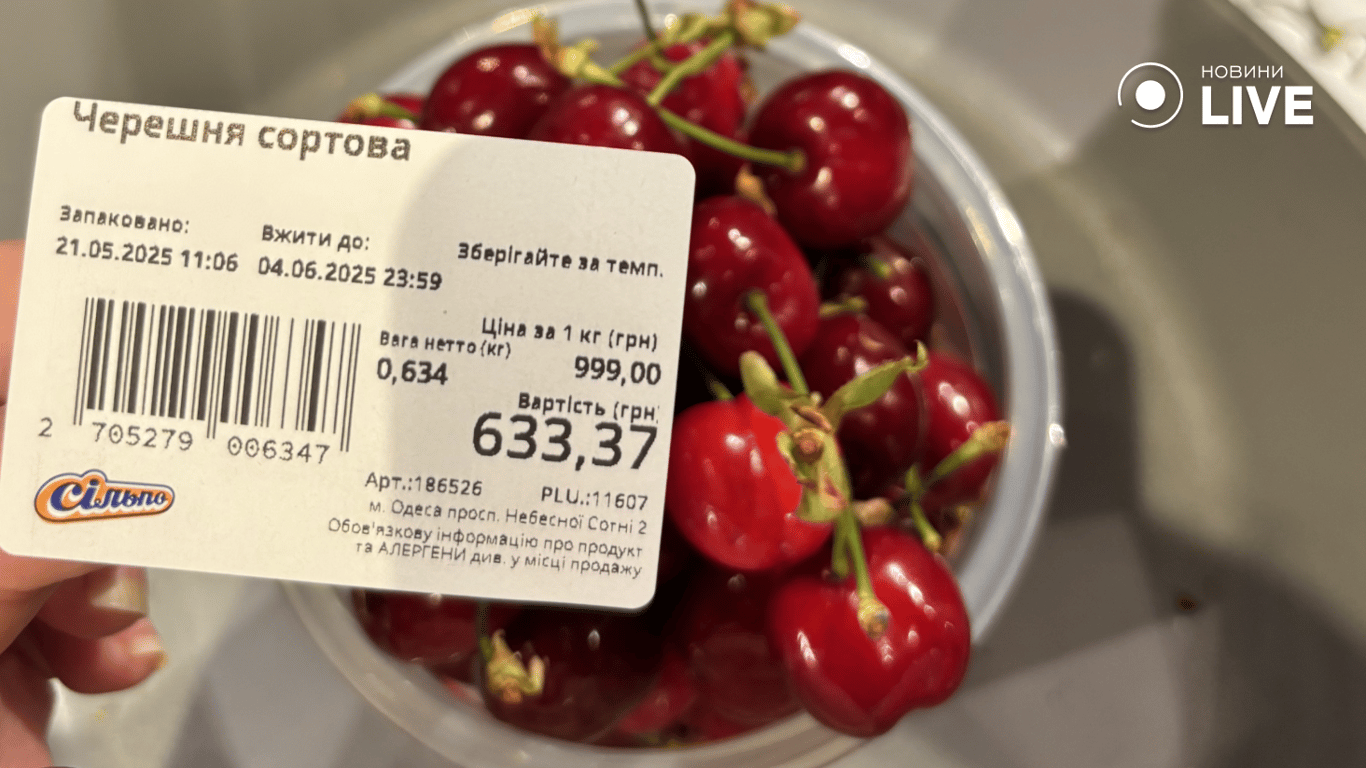 НОВИНИ
LIVE
Черешня сортова
Запаковано: Вжити до:
21.05.2025 11:06 04.06.2025 23:59
Зберігайте за темп.
Вага нетто (кг) Ціна за 1 кг (грн)
0,634 999,00
Вартість (грн
633,37
2 705279 006347
Сільпо
Арт.:186526 PLU.:11607
м. Одеса просп. Небесної Сотні 2
Обов'язкову інформацію про продукт
та АЛЕРГЕНИ див. у місці продажу